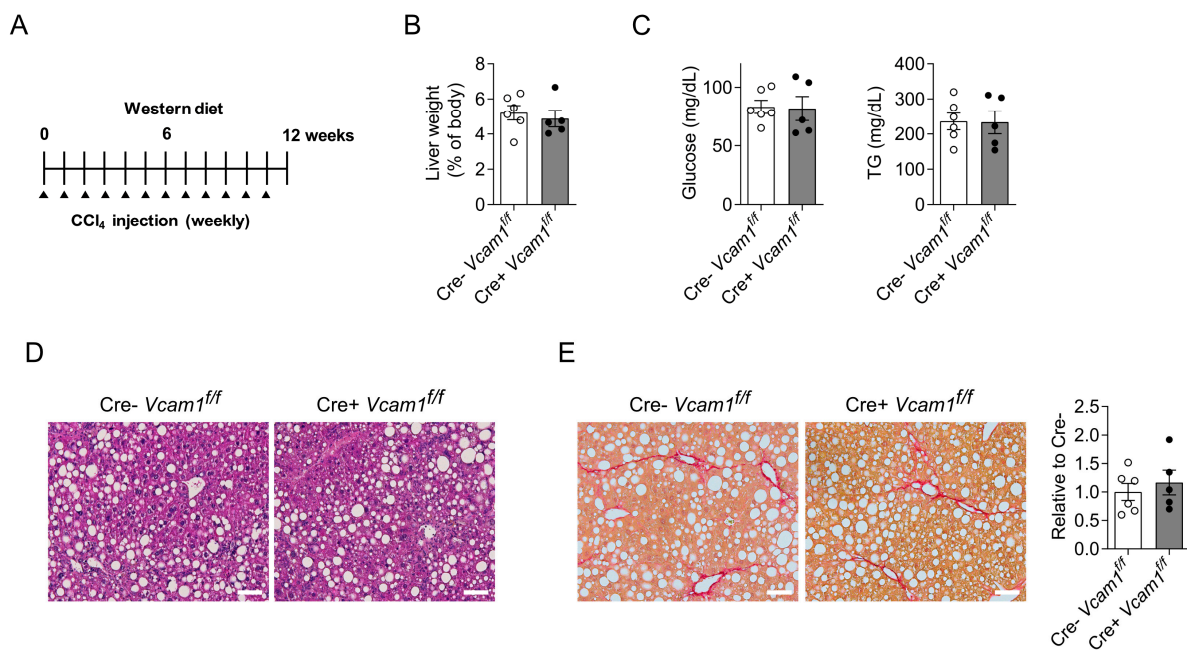 A
Western diet
0 6 12 weeks
CCl4 injection (weekly)
B
Liver weight
(% of body)
8
6
4
2
0
Cre- Vcam1f/f
Cre+ Vcam1f/f
C
Glucose (mg/dL)
100
50
0
Cre- Vcam1f/f
Cre+ Vcam1f/f
TG (mg/dL)
400
300
200
100
0
Cre- Vcam1f/f
Cre+ Vcam1f/f
D
Cre- Vcam1f/f
Cre+ Vcam1f/f
E
Cre- Vcam1f/f
Cre+ Vcam1f/f
Relative to Cre-
2.5
2.0
1.5
1.0
0.5
0.0
Cre- Vcam1f/f
Cre+ Vcam1f/f